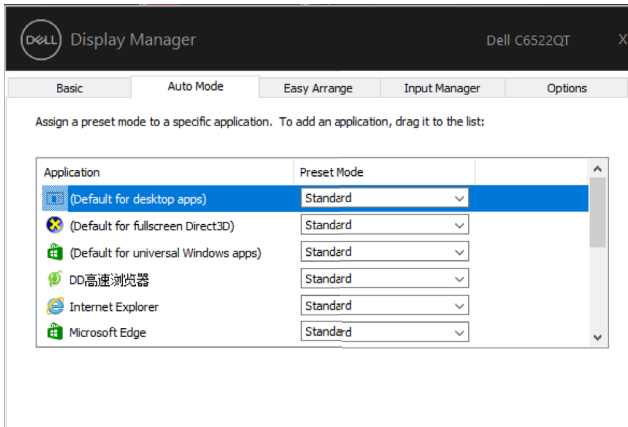 DELL Display Manager Dell C6522QT X
Basic Auto Mode Easy Arrange Input Manager Options
Assign a preset mode to a specific application. To add an application, drag it to the list:
Application Preset Mode
(Default for desktop apps) Standard
(Default for fullscreen Direct3D) Standard
(Default for universal Windows apps) Standard
DD高速浏览器 Standard
Internet Explorer Standard
Microsoft Edge Standard